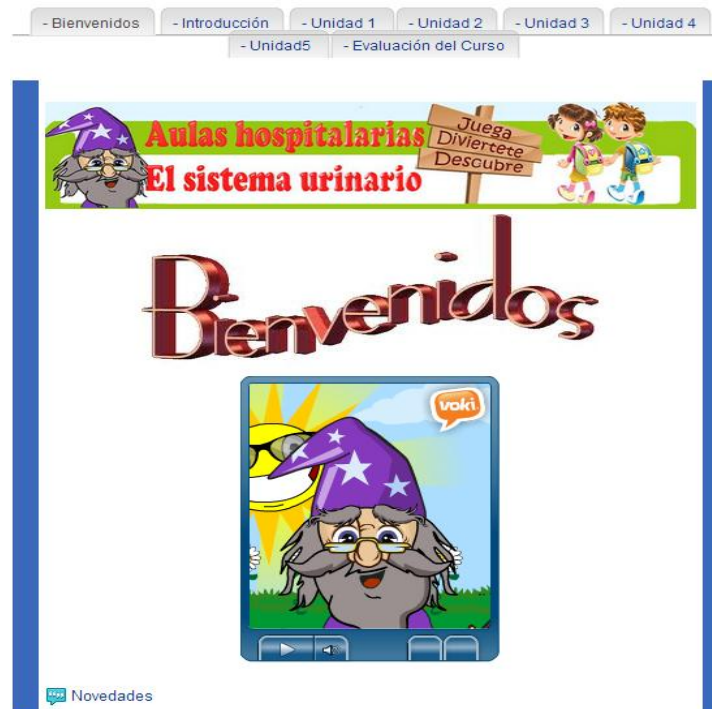 - Bienvenidos - Introducción - Unidad 1 - Unidad 2 - Unidad 3 - Unidad 4
- Unidad5 - Evaluación del Curso
Aulas hospitalarias
El sistema urinario
Juega
Diviertete
Descubre
Bienvenidos
voki
Novedades